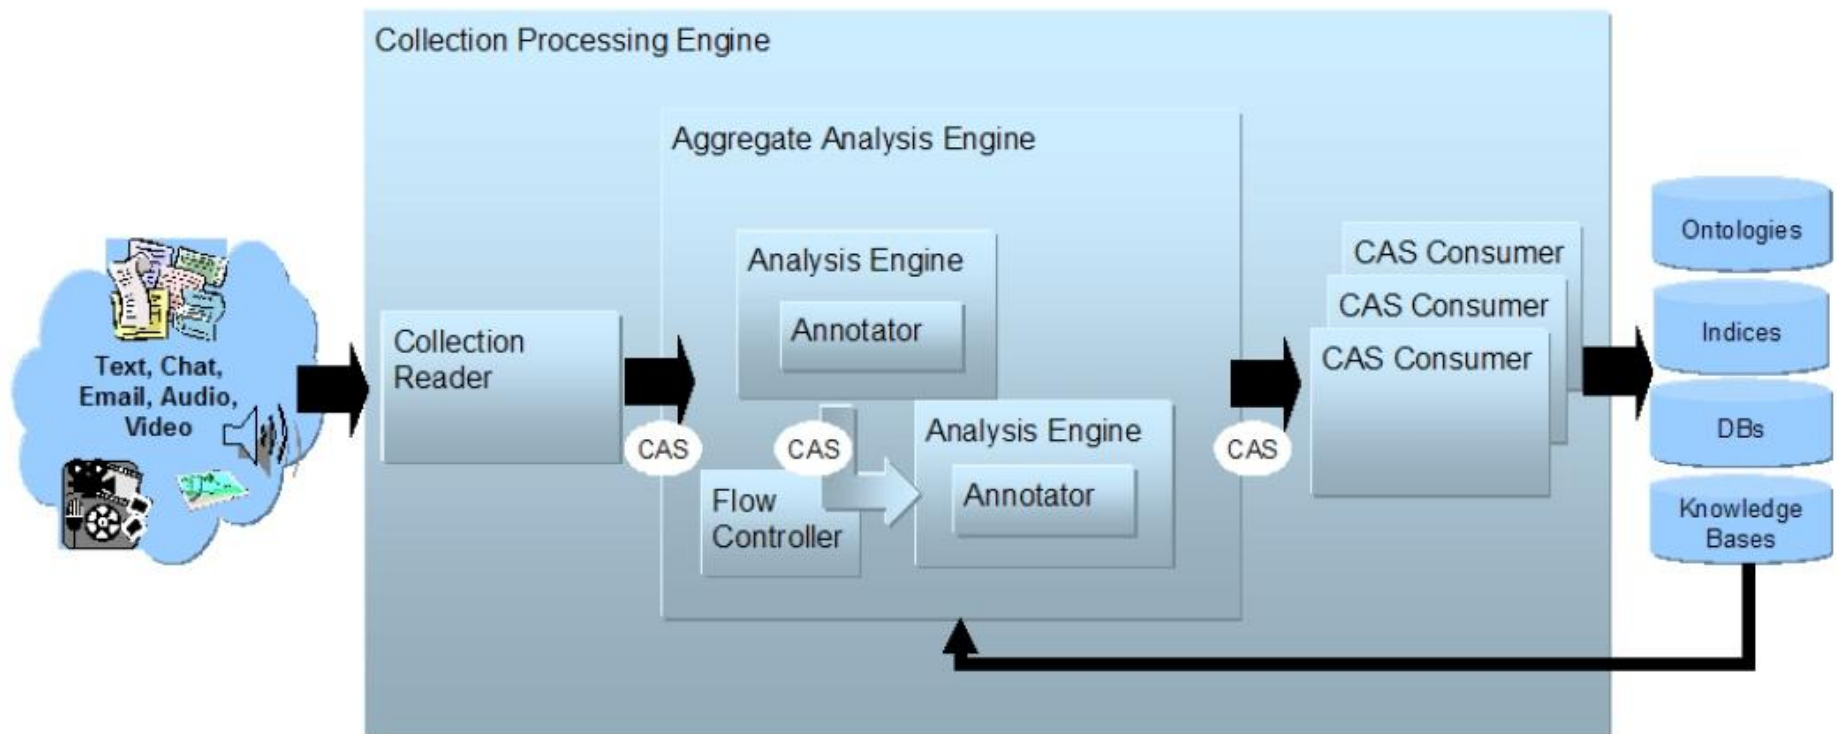 Collection Processing Engine
Aggregate Analysis Engine
Text, Chat,
Email, Audio,
Video
Collection
Reader
CAS
Analysis Engine
Annotator
CAS
Flow
Controller
Analysis Engine
Annotator
CAS
CAS Consumer
CAS Consumer
CAS Consumer
Ontologies
Indices
DBs
Knowledge
Bases